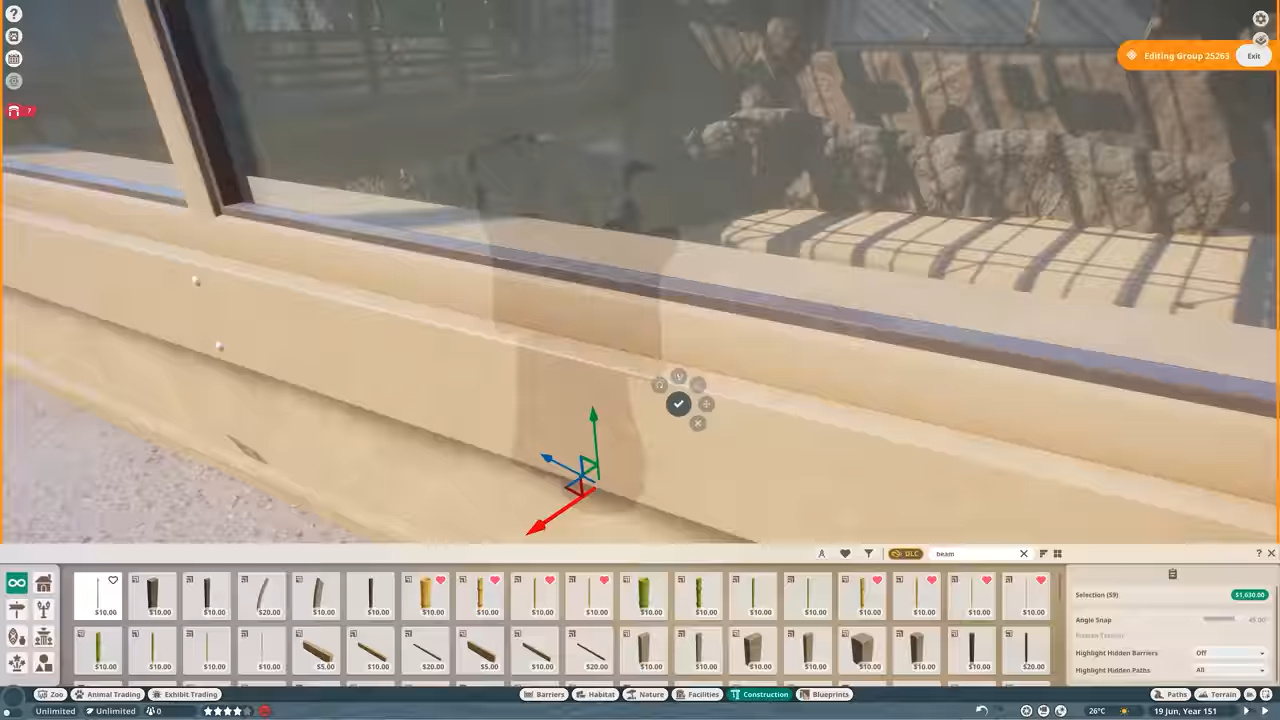 ?
Editing Group 25263
Exit
7
DLC
beam
? ×
$10.00 $10.00 $10.00 $20.00 $10.00 $10.00 $10.00 $10.00 $10.00 $10.00 $10.00 $10.00 $10.00 $10.00 $10.00 $10.00 $10.00 $10.00
$10.00 $10.00 $10.00 $10.00 $5.00 $10.00 $20.00 $5.00 $10.00 $20.00 $10.00 $10.00 $10.00 $10.00 $10.00 $10.00 $10.00 $20.00
Selection (59) $1,630.00
Angle Snap 45.00
Highlight Hidden Barriers Off
Highlight Hidden Paths All
Zoo Animal Trading Exhibit Trading Barriers Habitat Nature Facilities Construction Blueprints Paths Terrain
Unlimited Unlimited 0 26°C 19 Jun, Year 151